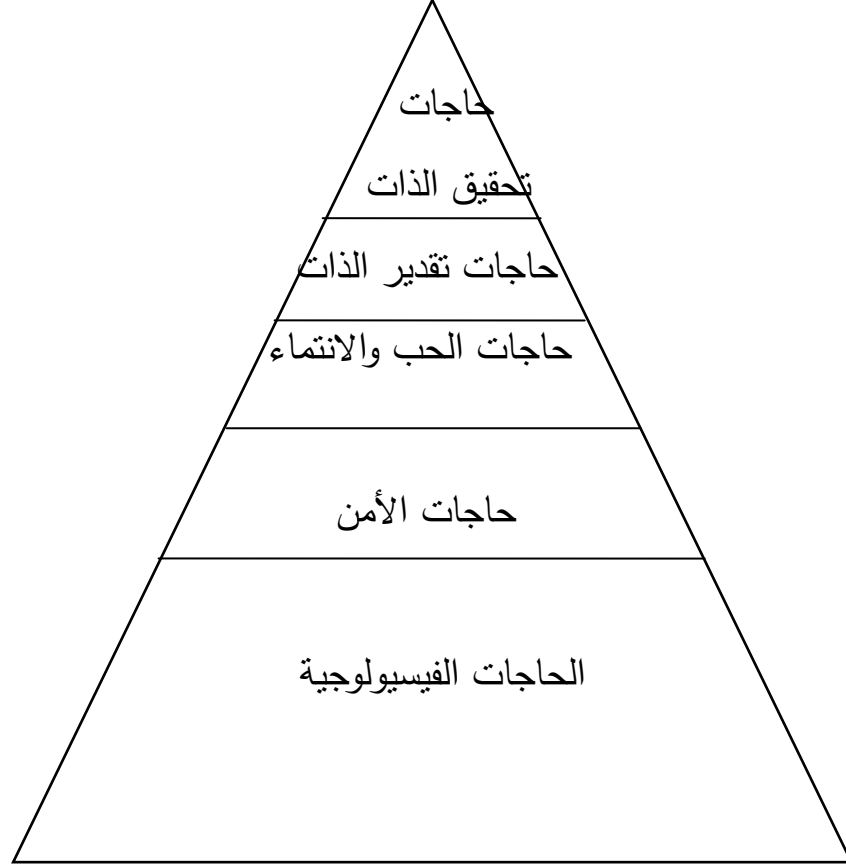 حاجات
تحقيق الذات
حاجات تقدير الذات
حاجات الحب والانتماء
حاجات الأمن
الحاجات الفيسيولوجية